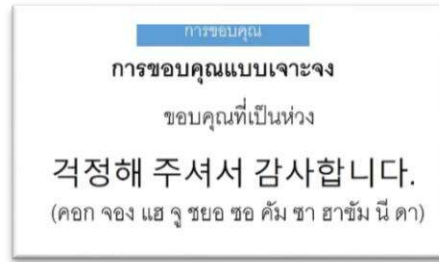 การขอบคุณ
การขอบคุณแบบเจาะจง
ขอบคุณที่เป็นห่วง
걱정해 주셔서 감사합니다.
(คอก จอง แฮ จู ชยอ ซอ คัม ซา ฮาซัม นี ดา)